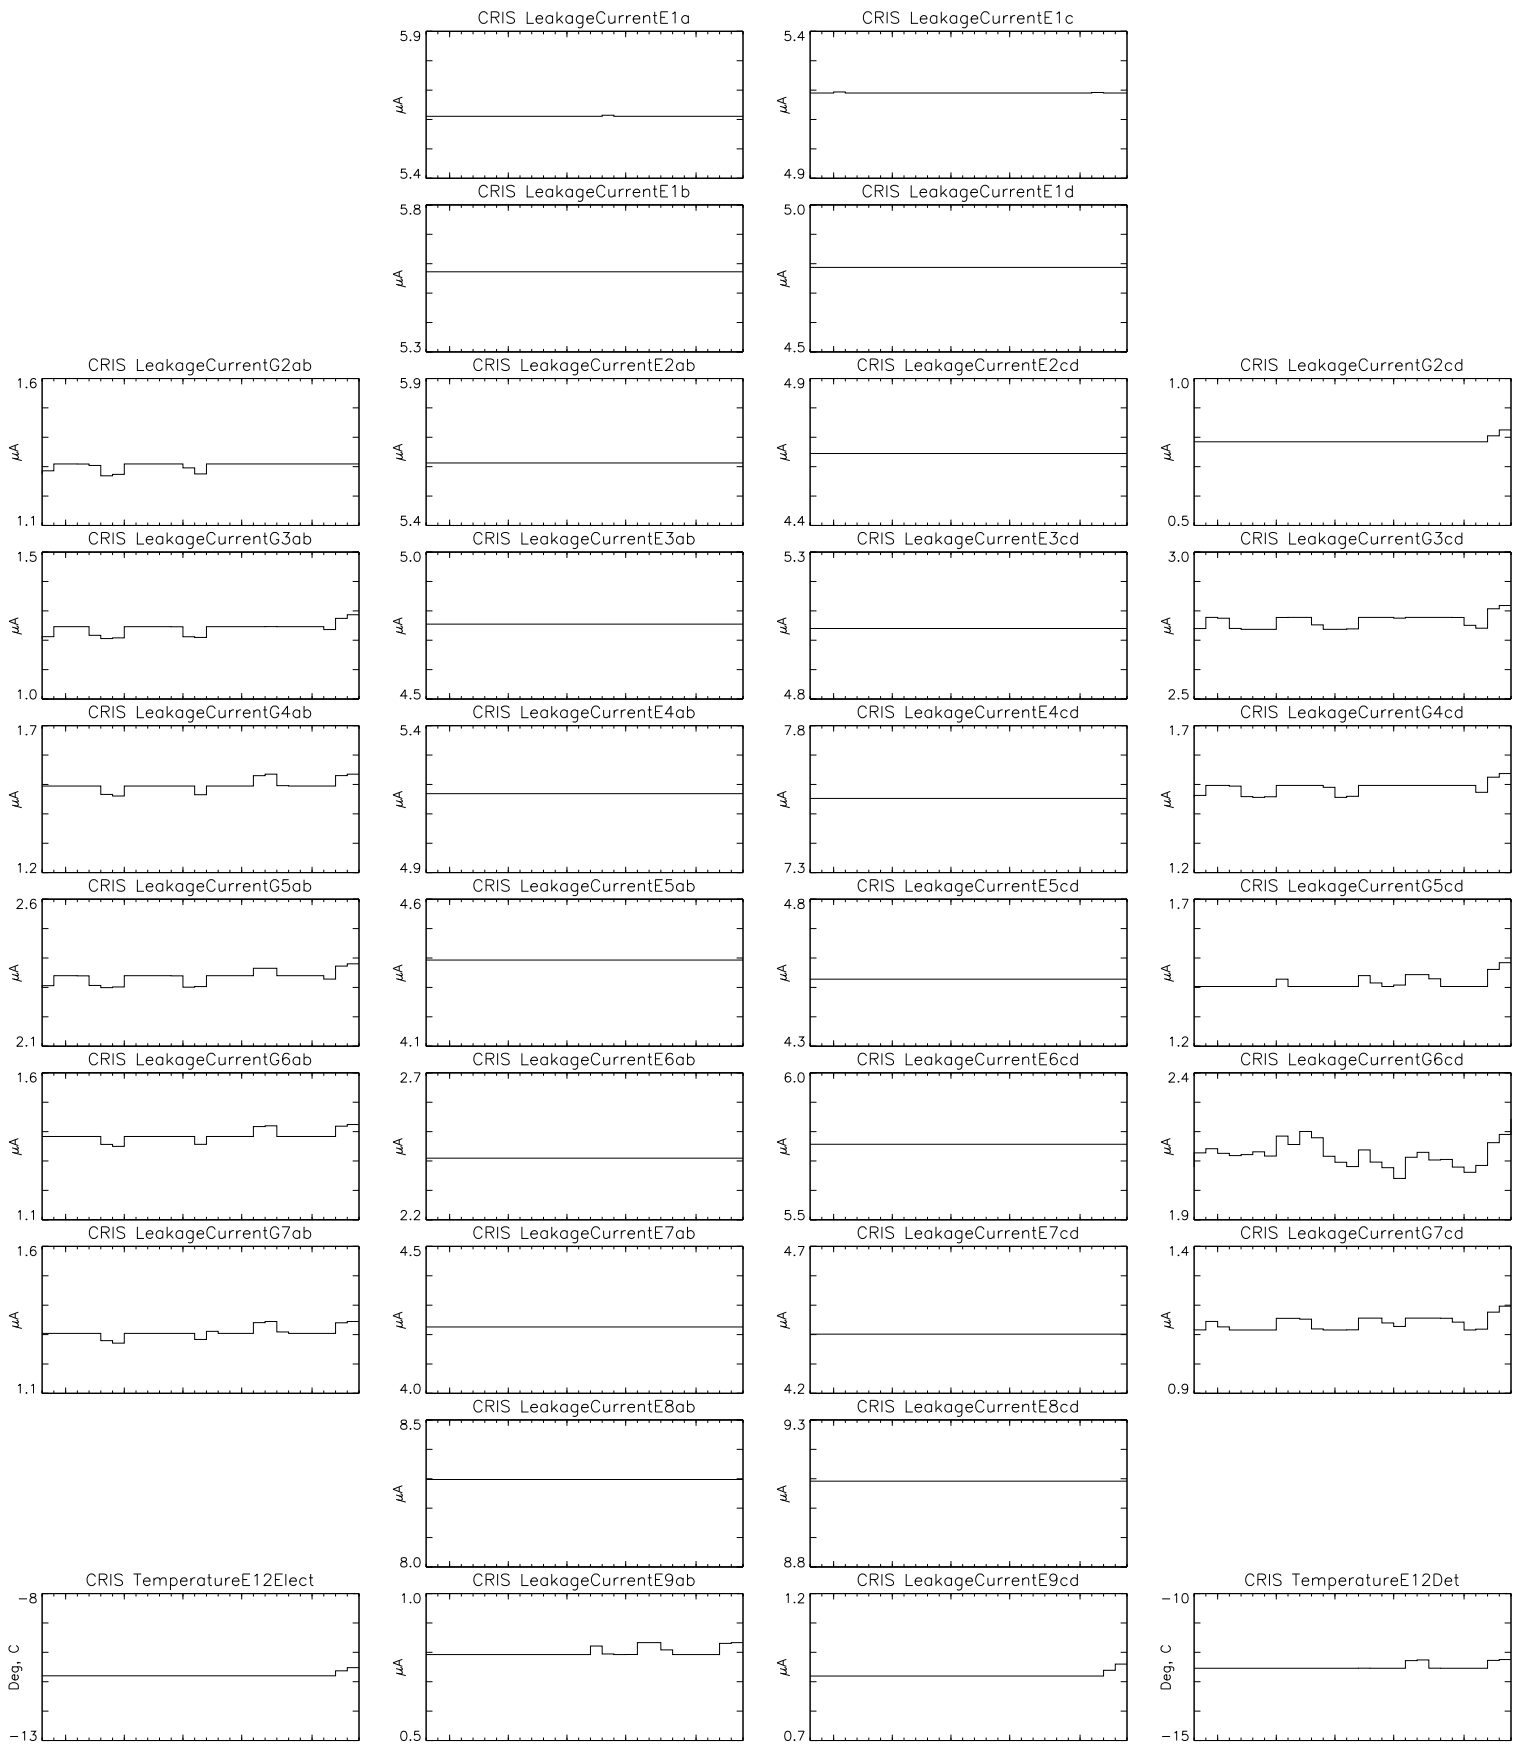 CRIS LeakageCurrentE1a
5.9
μA
5.4
CRIS LeakageCurrentE1c
5.4
μA
4.9
CRIS LeakageCurrentE1b
5.8
μA
5.3
CRIS LeakageCurrentE1d
5.0
μA
4.5
CRIS LeakageCurrentG2ab
1.6
μA
1.1
CRIS LeakageCurrentE2ab
5.9
μA
5.4
CRIS LeakageCurrentE2cd
4.9
μA
4.4
CRIS LeakageCurrentG2cd
1.0
μA
0.5
CRIS LeakageCurrentG3ab
1.5
μA
1.0
CRIS LeakageCurrentE3ab
5.0
μA
4.5
CRIS LeakageCurrentE3cd
5.3
μA
4.8
CRIS LeakageCurrentG3cd
3.0
μA
2.5
CRIS LeakageCurrentG4ab
1.7
μA
1.2
CRIS LeakageCurrentE4ab
5.4
μA
4.9
CRIS LeakageCurrentE4cd
7.8
μA
7.3
CRIS LeakageCurrentG4cd
1.7
μA
1.2
CRIS LeakageCurrentG5ab
2.6
μA
2.1
CRIS LeakageCurrentE5ab
4.6
μA
4.1
CRIS LeakageCurrentE5cd
4.8
μA
4.3
CRIS LeakageCurrentG5cd
1.7
μA
1.2
CRIS LeakageCurrentG6ab
1.6
μA
1.1
CRIS LeakageCurrentE6ab
2.7
μA
2.2
CRIS LeakageCurrentE6cd
6.0
μA
5.5
CRIS LeakageCurrentG6cd
2.4
μA
1.9
CRIS LeakageCurrentG7ab
1.6
μA
1.1
CRIS LeakageCurrentE7ab
4.5
μA
4.0
CRIS LeakageCurrentE7cd
4.7
μA
4.2
CRIS LeakageCurrentG7cd
1.4
μA
0.9
CRIS LeakageCurrentE8ab
8.5
μA
8.0
CRIS LeakageCurrentE8cd
9.3
μA
8.8
CRIS TemperatureE12Elect
-8
Deg, C
-13
CRIS LeakageCurrentE9ab
1.0
μA
0.5
CRIS LeakageCurrentE9cd
1.2
μA
0.7
CRIS TemperatureE12Det
-10
Deg, C
-15